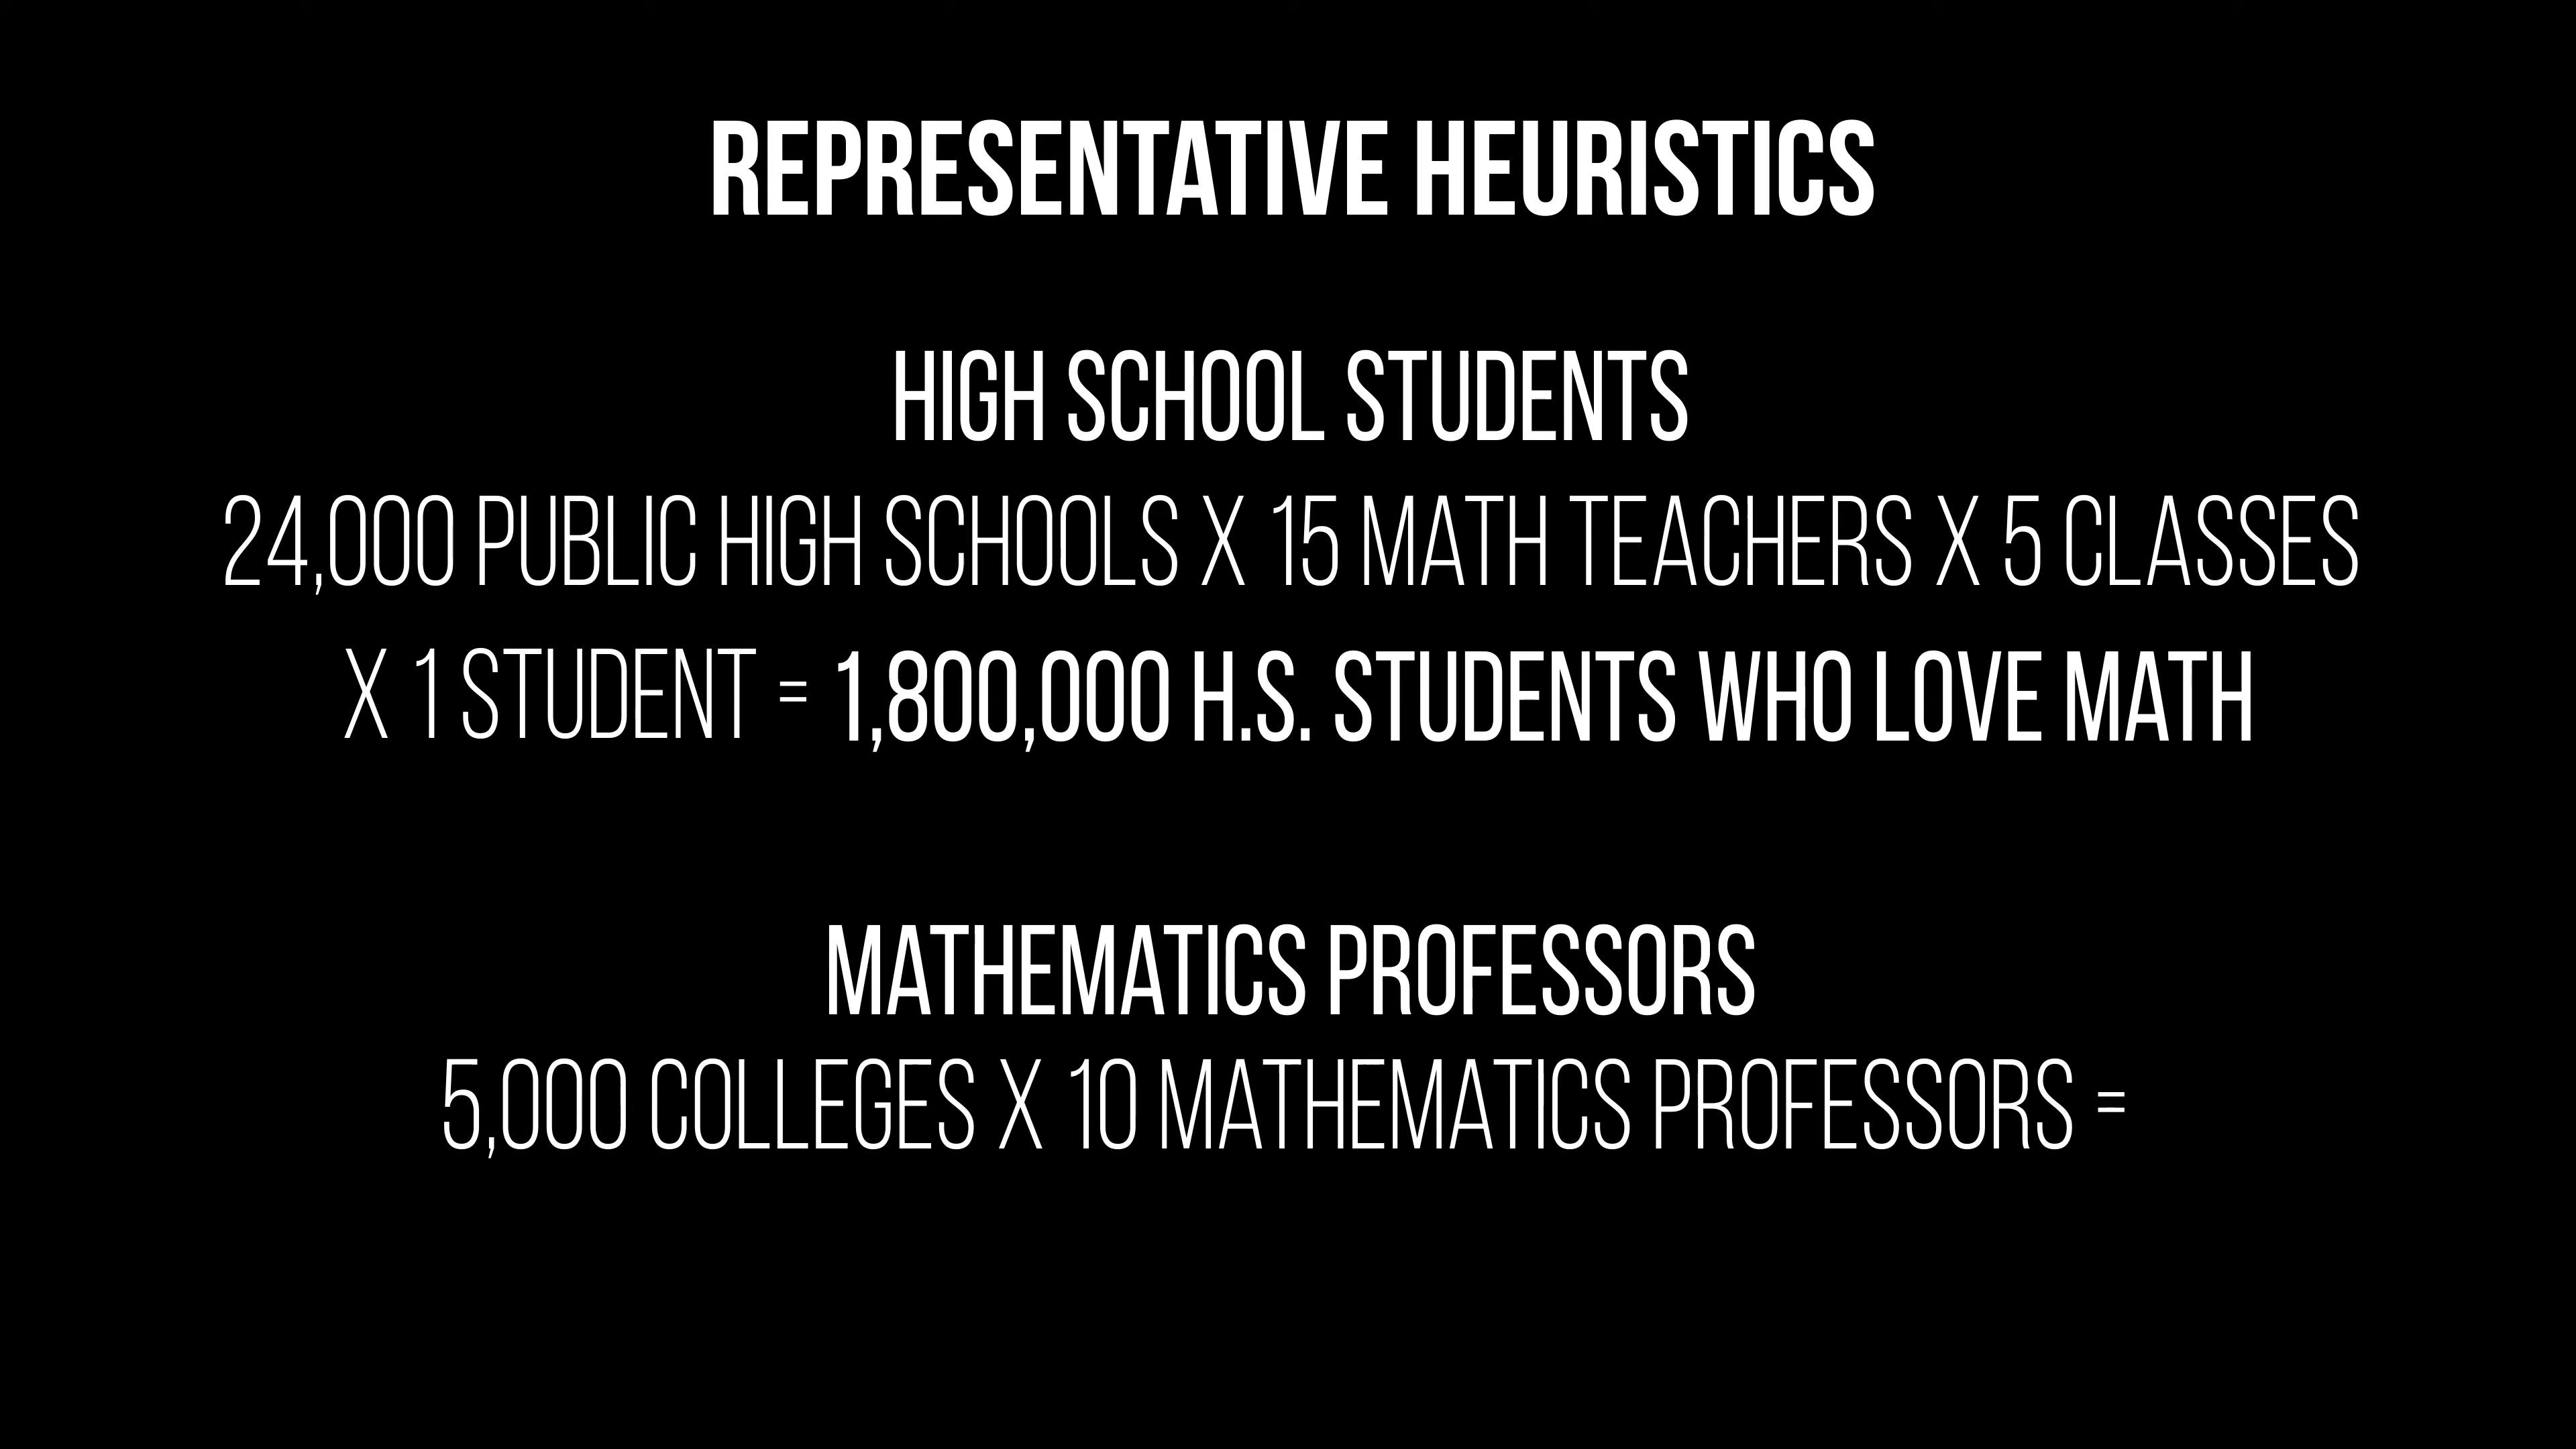 REPRESENTATIVE HEURISTICS
HIGH SCHOOL STUDENTS
24,000 PUBLIC HIGH SCHOOLS X 15 MATH TEACHERS X 5 CLASSES
X 1 STUDENT = 1,800,000 H.S. STUDENTS WHO LOVE MATH
MATHEMATICS PROFESSORS
5,000 COLLEGES X 10 MATHEMATICS PROFESSORS =